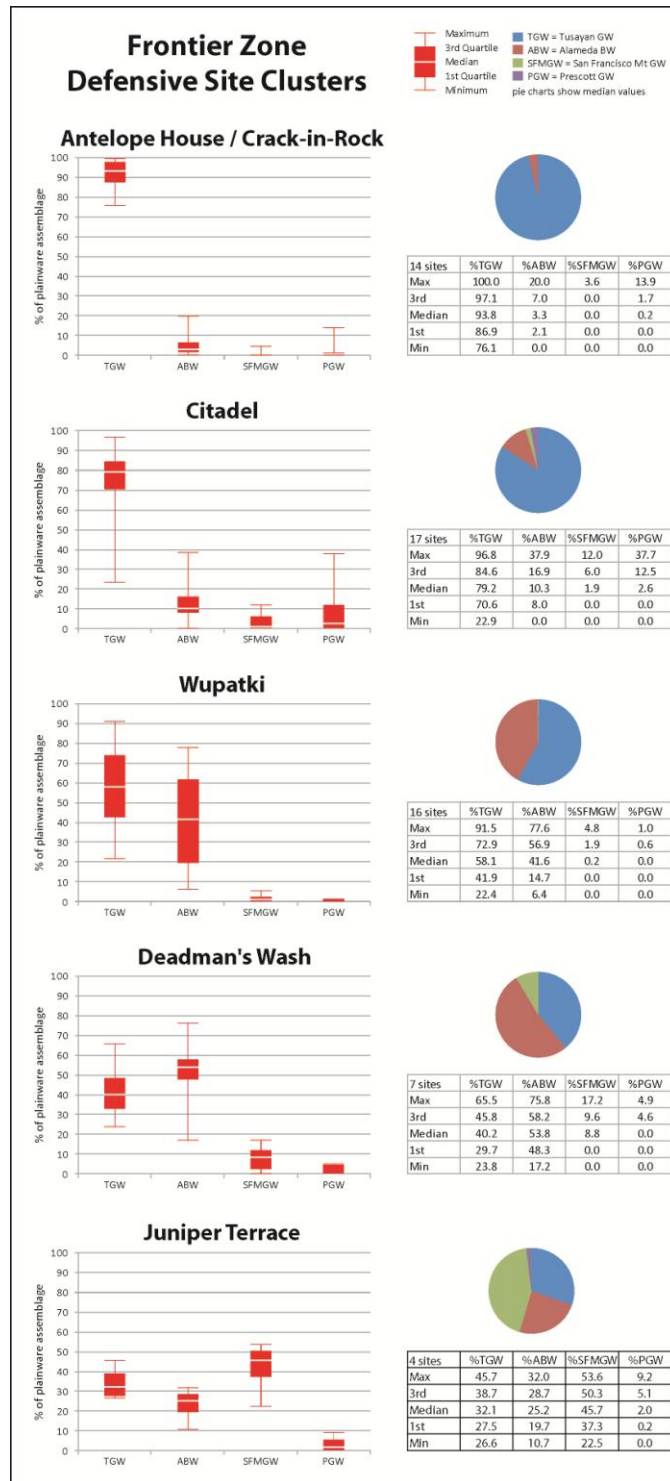 Frontier Zone
Defensive Site Clusters
Maximum
3rd Quartile
Median
1st Quartile
Minimum
TGW = Tusayan GW
ABW = Alameda BW
SFMGW = San Francisco Mt GW
PGW = Prescott GW
pie charts show median values
Antelope House / Crack-in-Rock
% of plainware assemblage
100
90
80
70
60
50
40
30
20
10
0
TGW ABW SFMGW PGW
14 sites %TGW %ABW %SFMGW %PGW
Max 100.0 20.0 3.6 13.9
3rd 97.1 7.0 0.0 1.7
Median 93.8 3.3 0.0 0.2
1st 86.9 2.1 0.0 0.0
Min 76.1 0.0 0.0 0.0
Citadel
% of plainware assemblage
100
90
80
70
60
50
40
30
20
10
0
TGW ABW SFMGW PGW
17 sites %TGW %ABW %SFMGW %PGW
Max 96.8 37.9 12.0 37.7
3rd 84.6 16.9 6.0 12.5
Median 79.2 10.3 1.9 2.6
1st 70.6 8.0 0.0 0.0
Min 22.9 0.0 0.0 0.0
Wupatki
% of plainware assemblage
100
90
80
70
60
50
40
30
20
10
0
TGW ABW SFMGW PGW
16 sites %TGW %ABW %SFMGW %PGW
Max 91.5 77.6 4.8 1.0
3rd 72.9 56.9 1.9 0.6
Median 58.1 41.6 0.2 0.0
1st 41.9 14.7 0.0 0.0
Min 22.4 6.4 0.0 0.0
Deadman's Wash
% of plainware assemblage
100
90
80
70
60
50
40
30
20
10
0
TGW ABW SFMGW PGW
7 sites %TGW %ABW %SFMGW %PGW
Max 65.5 75.8 17.2 4.9
3rd 45.8 58.2 9.6 4.6
Median 40.2 53.8 8.8 0.0
1st 29.7 48.3 0.0 0.0
Min 23.8 17.2 0.0 0.0
Juniper Terrace
% of plainware assemblage
100
90
80
70
60
50
40
30
20
10
0
TGW ABW SFMGW PGW
4 sites %TGW %ABW %SFMGW %PGW
Max 45.7 32.0 53.6 9.2
3rd 38.7 28.7 50.3 5.1
Median 32.1 25.2 45.7 2.0
1st 27.5 19.7 37.3 0.2
Min 26.6 10.7 22.5 0.0